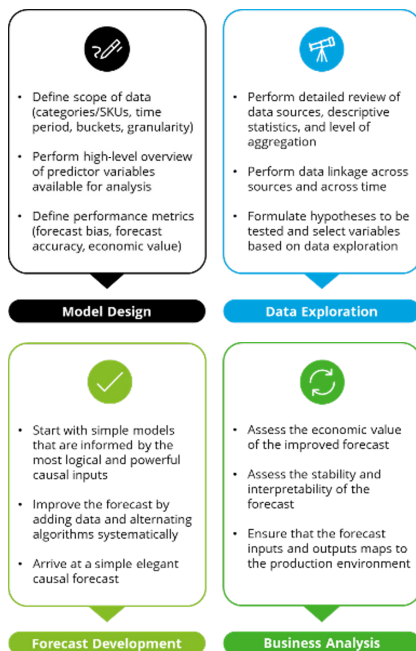 • Define scope of data
(categories/SKUs, time
period, buckets, granularity)
• Perform high-level overview
of predictor variables
available for analysis
• Define performance metrics
(forecast bias, forecast
accuracy, economic value)
Model Design
• Perform detailed review of
data sources, descriptive
statistics, and level of
aggregation
• Perform data linkage across
sources and across time
• Formulate hypotheses to be
tested and select variables
based on data exploration
Data Exploration
• Start with simple models
that are informed by the
most logical and powerful
causal inputs
• Improve the forecast by
adding data and alternating
algorithms systematically
• Arrive at a simple elegant
causal forecast
Forecast Development
• Assess the economic value
of the improved forecast
• Assess the stability and
interpretability of the
forecast
• Ensure that the forecast
inputs and outputs maps to
the production environment
Business Analysis